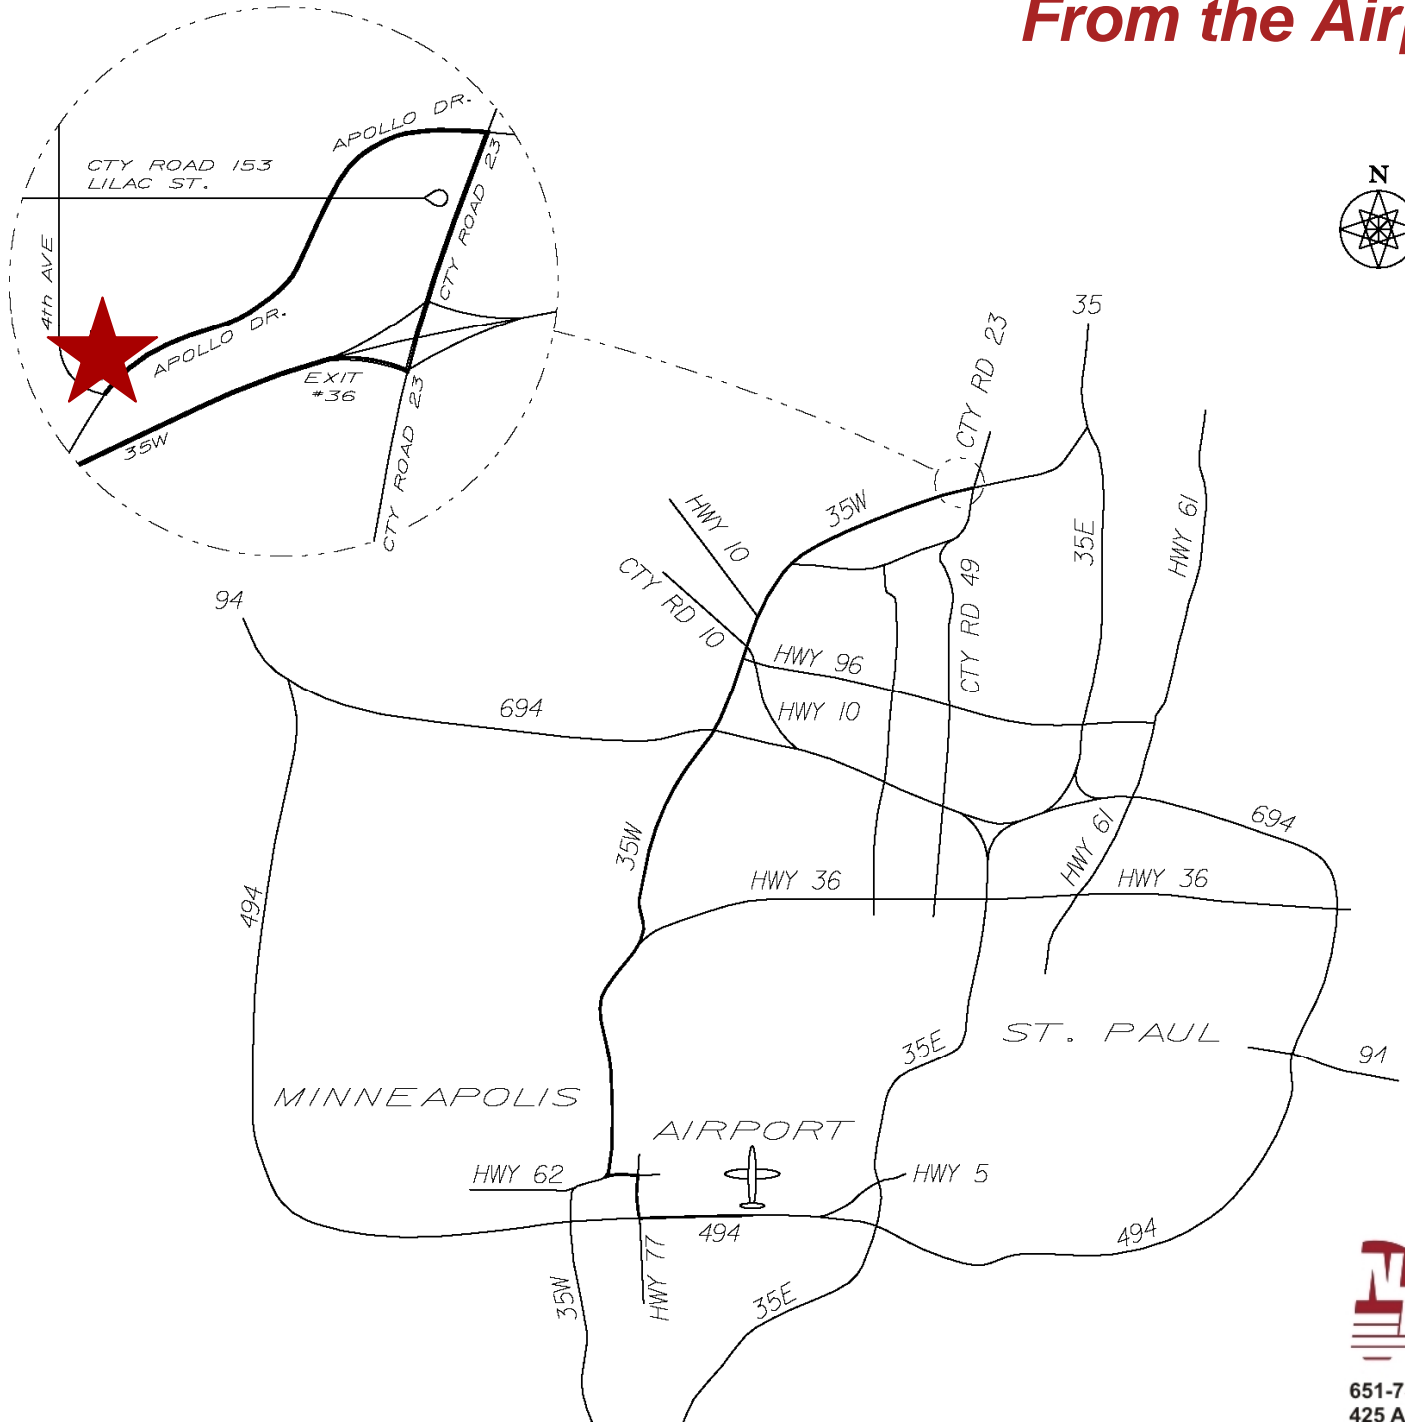 From the Air
APOLLO DR.
CTY ROAD 153
LILAC ST.
CTY ROAD 23
4th AVE
APOLLO DR.
EXIT
#36
35W
CTY ROAD 23
N
35
CTY RD 23
35W
HWY 10
CTY RD 10
35E
HWY 61
CTY RD 49
94
HWY 96
694
HWY 10
35W
694
HWY 61
HWY 36
HWY 36
494
ST. PAUL
35E
94
MINNEAPOLIS
AIRPORT
HWY 62
HWY 5
494
494
HWY 77
35W
35E
651-7
425 A